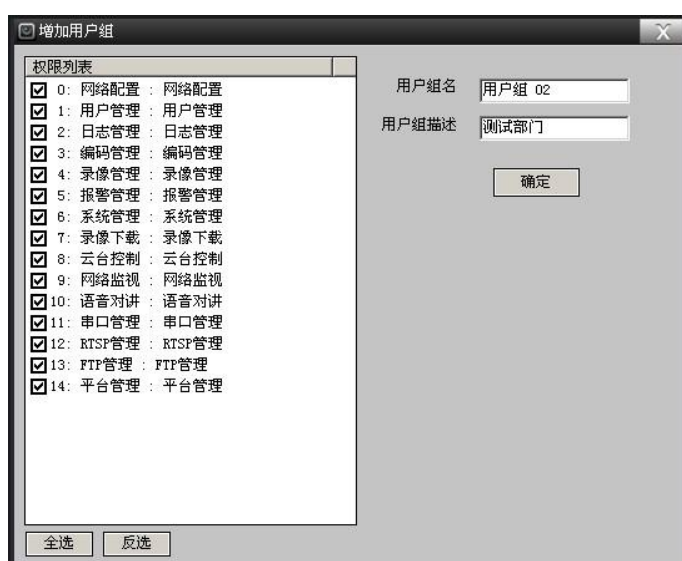 增加用户组
X
权限列表
0: 网络配置 : 网络配置
1: 用户管理 : 用户管理
2: 日志管理 : 日志管理
3: 编码管理 : 编码管理
4: 录像管理 : 录像管理
5: 报警管理 : 报警管理
6: 系统管理 : 系统管理
7: 录像下载 : 录像下载
8: 云台控制 : 云台控制
9: 网络监视 : 网络监视
10: 语音对讲 : 语音对讲
11: 串口管理 : 串口管理
12: RTSP管理 : RTSP管理
13: FTP管理 : FTP管理
14: 平台管理 : 平台管理
全选
反选
用户组名
用户组 02
用户组描述
测试部门
确定